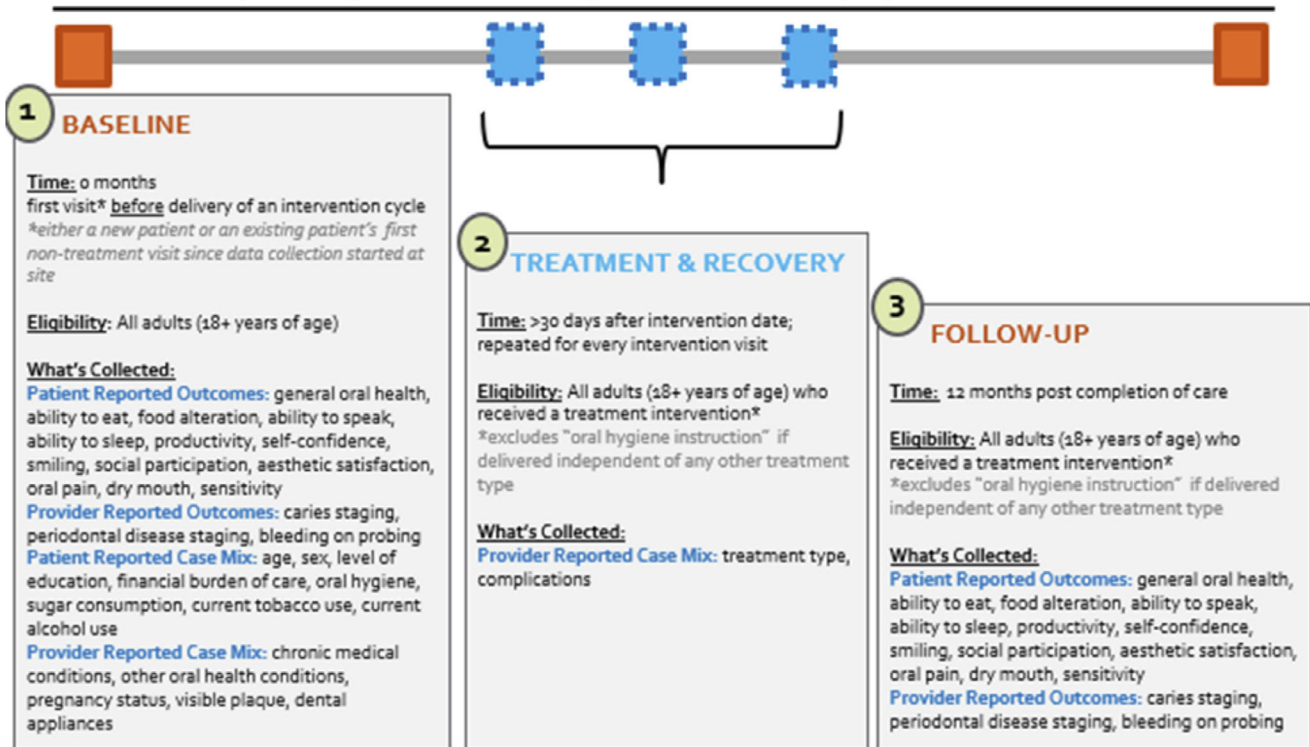 1
BASELINE
Time: 0 months
first visit* before delivery of an intervention cycle
*either a new patient or an existing patient's first
non-treatment visit since data collection started at
site
Eligibility: All adults (18+ years of age)
What's Collected:
Patient Reported Outcomes: general oral health,
ability to eat, food alteration, ability to speak,
ability to sleep, productivity, self-confidence,
smiling, social participation, aesthetic satisfaction,
oral pain, dry mouth, sensitivity
Provider Reported Outcomes: caries staging,
periodontal disease staging, bleeding on probing
Patient Reported Case Mix: age, sex, level of
education, financial burden of care, oral hygiene,
sugar consumption, current tobacco use, current
alcohol use
Provider Reported Case Mix: chronic medical
conditions, other oral health conditions,
pregnancy status, visible plaque, dental
appliances
2
TREATMENT & RECOVERY
Time: >30 days after intervention date;
repeated for every intervention visit
Eligibility: All adults (18+ years of age) who
received a treatment intervention*
*excludes "oral hygiene instruction" if
delivered independent of any other treatment
type
What's Collected:
Provider Reported Case Mix: treatment type,
complications
3
FOLLOW-UP
Time: 12 months post completion of care
Eligibility: All adults (18+ years of age) who
received a treatment intervention*
*excludes "oral hygiene instruction" if delivered
independent of any other treatment type
What's Collected:
Patient Reported Outcomes: general oral health,
ability to eat, food alteration, ability to speak,
ability to sleep, productivity, self-confidence,
smiling, social participation, aesthetic satisfaction,
oral pain, dry mouth, sensitivity
Provider Reported Outcomes: caries staging,
periodontal disease staging, bleeding on probing